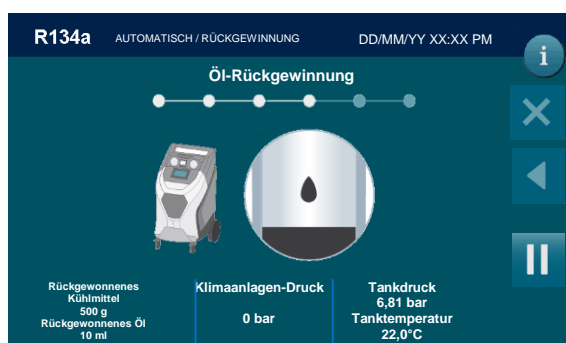 R134a AUTOMATISCH / RÜCKGEWINNUNG DD/MM/YY XX:XX PM
i
Öl-Rückgewinnung
Rückgewonnenes
Kühlmittel
500 g
Rückgewonnenes Öl
10 ml
Klimaanlagen-Druck
0 bar
Tankdruck
6,81 bar
Tanktemperatur
22,0°C